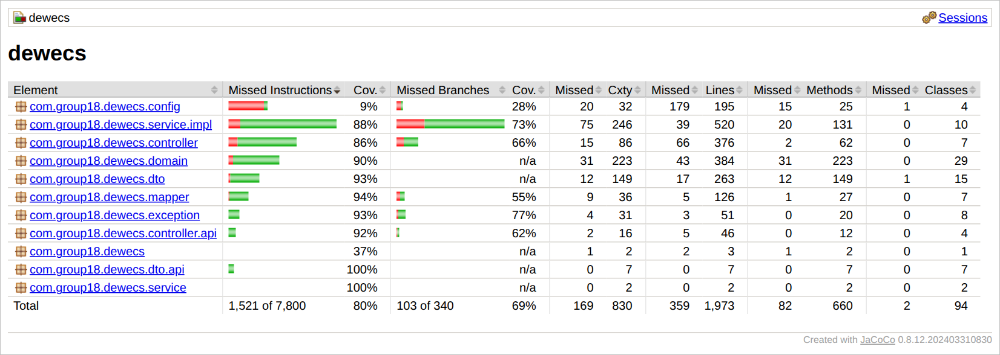 dewecs Sessions
dewecs
Element Missed Instructions Cov. Missed Branches Cov. Missed Cxty Missed Lines Missed Methods Missed Classes
com.group18.dewecs.config 9% 28% 20 32 179 195 15 25 1 4
com.group18.dewecs.service.impl 88% 73% 75 246 39 520 20 131 0 10
com.group18.dewecs.controller 86% 66% 15 86 66 376 2 62 0 7
com.group18.dewecs.domain 90% n/a 31 223 43 384 31 223 0 29
com.group18.dewecs.dto 93% n/a 12 149 17 263 12 149 1 15
com.group18.dewecs.mapper 94% 55% 9 36 5 126 1 27 0 7
com.group18.dewecs.exception 93% 77% 4 31 3 51 0 20 0 8
com.group18.dewecs.controller.api 92% 62% 2 16 5 46 0 12 0 4
com.group18.dewecs 37% n/a 1 2 2 3 1 2 0 1
com.group18.dewecs.dto.api 100% n/a 0 7 0 7 0 7 0 7
com.group18.dewecs.service 100% n/a 0 2 0 2 0 2 0 2
Total 1,521 of 7,800 80% 103 of 340 69% 169 830 359 1,973 82 660 2 94
Created with JaCoCo 0.8.12.202403310830